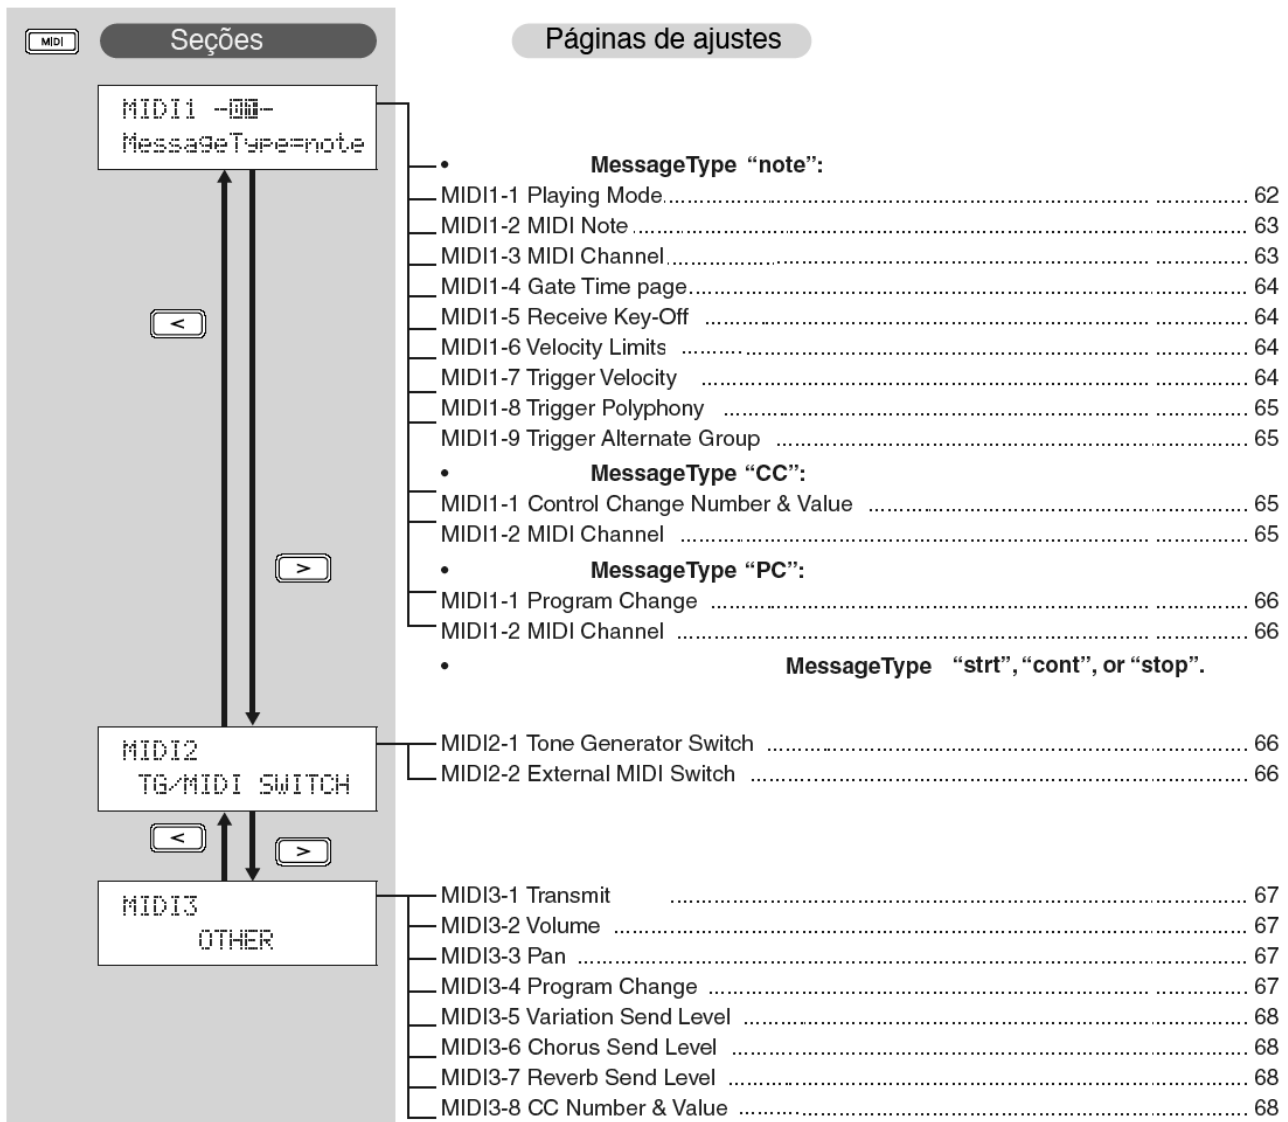 MIDI Seções Páginas de ajustes
MIDI1 -01-
MessageType=note
• MessageType “note”:
MIDI1-1 Playing Mode 62
MIDI1-2 MIDI Note 63
MIDI1-3 MIDI Channel 63
MIDI1-4 Gate Time page 64
<
MIDI1-5 Receive Key-Off 64
MIDI1-6 Velocity Limits 64
MIDI1-7 Trigger Velocity 64
MIDI1-8 Trigger Polyphony 65
MIDI1-9 Trigger Alternate Group 65
• MessageType “CC”:
MIDI1-1 Control Change Number & Value 65
MIDI1-2 MIDI Channel 65
>
• MessageType “PC”:
MIDI1-1 Program Change 66
MIDI1-2 MIDI Channel 66
• MessageType “strt”, “cont”, or “stop”.
MIDI2
TG/MIDI SWITCH
MIDI2-1 Tone Generator Switch 66
MIDI2-2 External MIDI Switch 66
<
>
MIDI3
OTHER
MIDI3-1 Transmit 67
MIDI3-2 Volume 67
MIDI3-3 Pan 67
MIDI3-4 Program Change 67
MIDI3-5 Variation Send Level 68
MIDI3-6 Chorus Send Level 68
MIDI3-7 Reverb Send Level 68
MIDI3-8 CC Number & Value 68